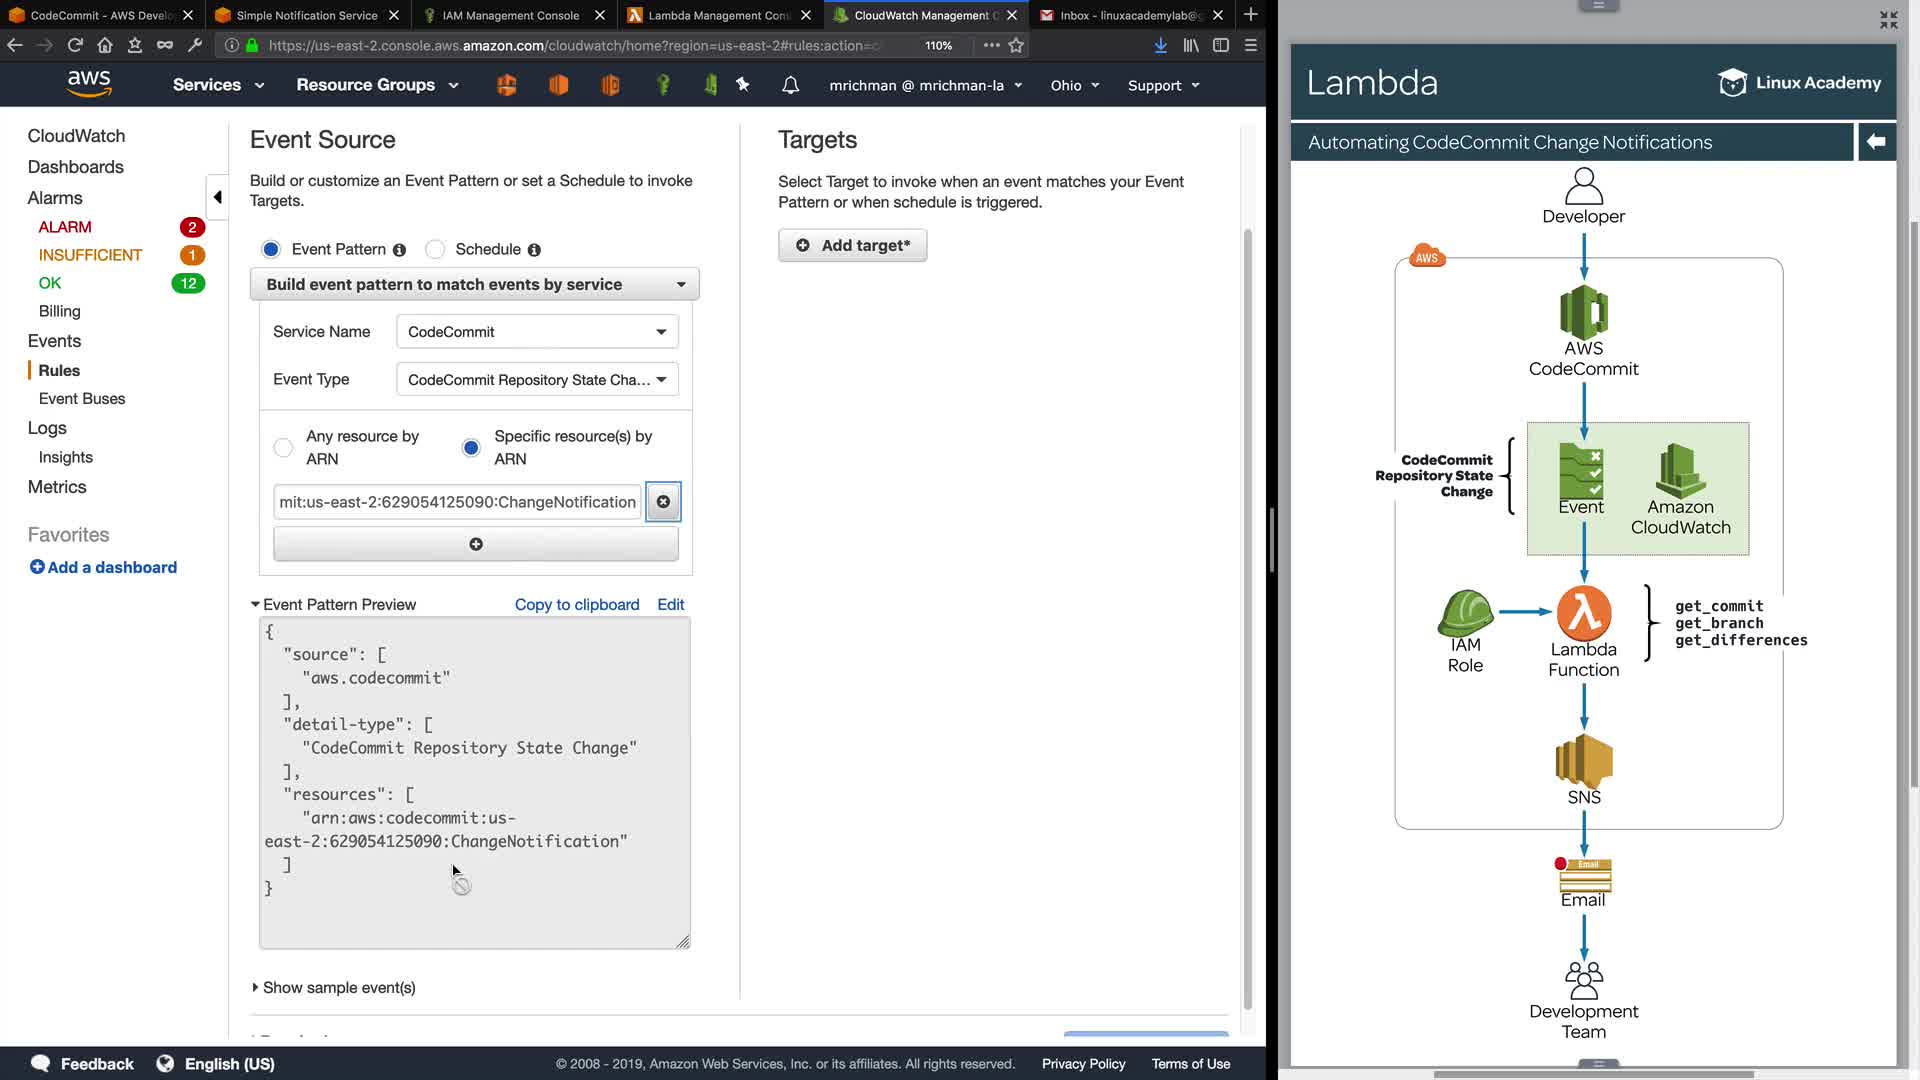 CodeCommit - AWS Develo
Simple Notification Service
IAM Management Console
Lambda Management Con
CloudWatch Management C
Inbox - linuxacademylab@g
https://us-east-2.console.aws.amazon.com/cloudwatch/home?region=us-east-2#rules:action=c
110%
aws
Services
Resource Groups
mrichman @ mrichman-la
Ohio
Support
CloudWatch
Dashboards
Alarms
ALARM 2
INSUFFICIENT 1
OK 12
Billing
Events
Rules
Event Buses
Logs
Insights
Metrics
Favorites
Add a dashboard
Event Source
Build or customize an Event Pattern or set a Schedule to invoke
Targets.
Event Pattern
Schedule
Build event pattern to match events by service
Service Name
CodeCommit
Event Type
CodeCommit Repository State Cha...
Any resource by
ARN
Specific resource(s) by
ARN
mit:us-east-2:629054125090:ChangeNotification
Event Pattern Preview
Copy to clipboard
Edit
{
"source": [
"aws.codecommit"
],
"detail-type": [
"CodeCommit Repository State Change"
],
"resources": [
"arn:aws:codecommit:us-
east-2:629054125090:ChangeNotification"
]
}
Show sample event(s)
Targets
Select Target to invoke when an event matches your Event
Pattern or when schedule is triggered.
Add target*
Feedback
English (US)
© 2008 - 2019, Amazon Web Services, Inc. or its affiliates. All rights reserved.
Privacy Policy
Terms of Use
Lambda
Linux Academy
Automating CodeCommit Change Notifications
Developer
AWS
AWS
CodeCommit
CodeCommit
Repository State
Change
Event
Amazon
CloudWatch
IAM
Role
Lambda
Function
get_commit
get_branch
get_differences
SNS
Email
Email
Development
Team